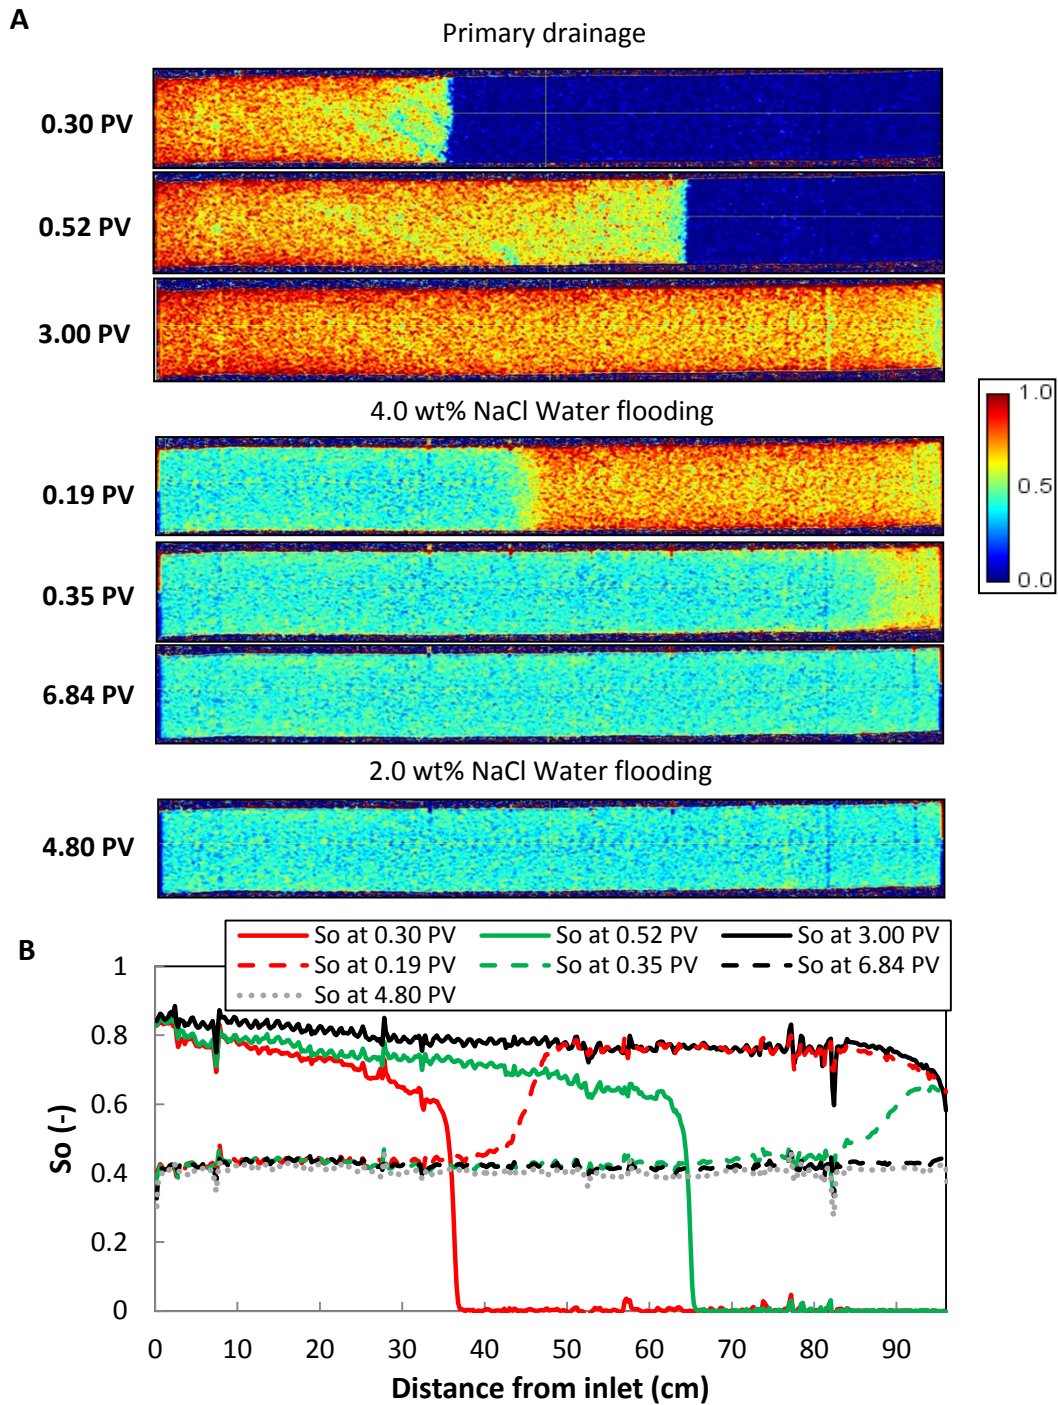 A
Primary drainage
0.30 PV
0.52 PV
3.00 PV
4.0 wt% NaCl Water flooding
0.19 PV
0.35 PV
6.84 PV
1.0
0.5
0.0
2.0 wt% NaCl Water flooding
4.80 PV
B
So at 0.30 PV So at 0.52 PV So at 3.00 PV
So at 0.19 PV So at 0.35 PV So at 6.84 PV
So at 4.80 PV
1
0.8
0.6
0.4
0.2
0
So (-)
0 10 20 30 40 50 60 70 80 90
Distance from inlet (cm)